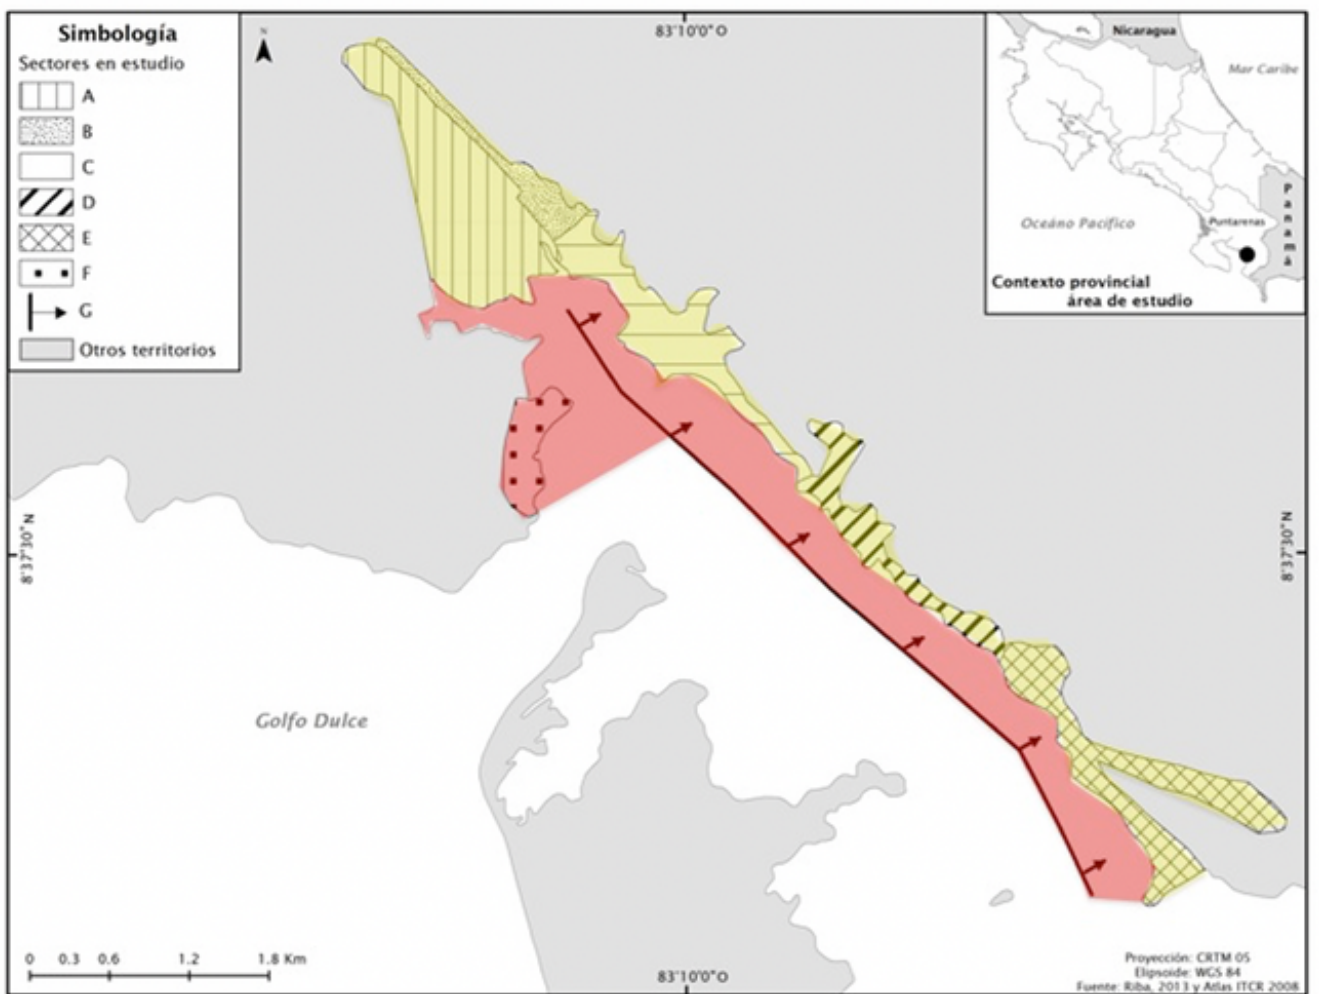 Simbología
Sectores en estudio
A
B
C
D
E
F
G
Otros territorios
N
83°10'0"O
Nicaragua
Mar Caribe
Panamá
Puntarenas
Oceáno Pacífico
Contexto provincial
área de estudio
8°37'30"N
8°37'30"N
Golfo Dulce
0 0.3 0.6 1.2 1.8 Km
83°10'0"O
Proyección: CRTM 05
Elipsoide: WGS 84
Fuente: Riba, 2013 y Atlas ITCR 2008